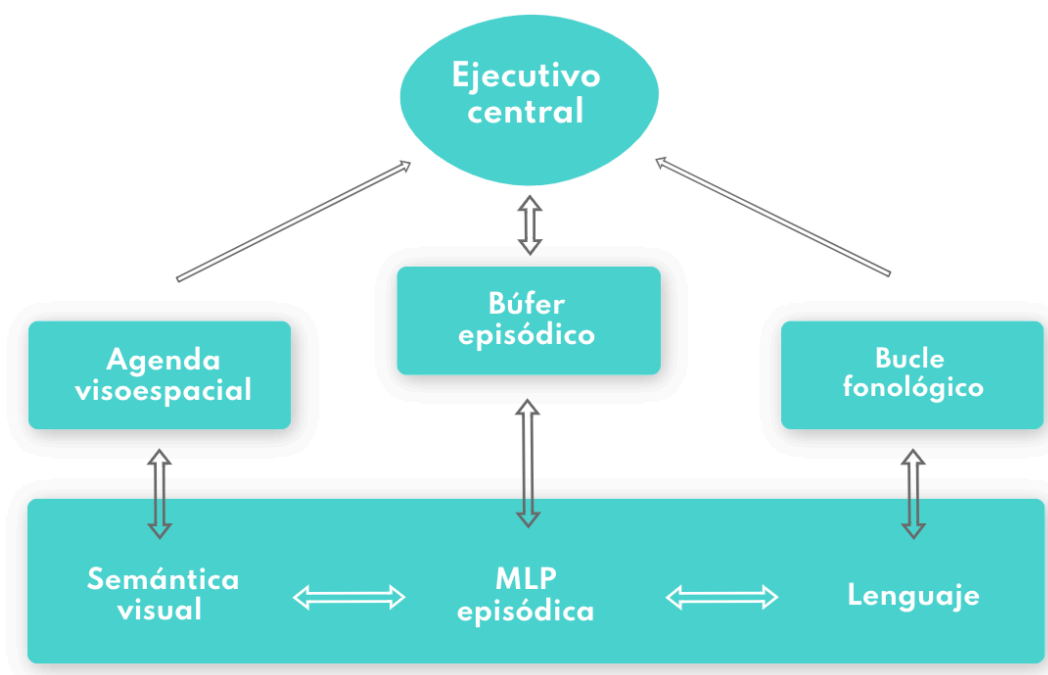 Ejecutivo
central
Búfer
episódico
Agenda
visoespacial
Bucle
fonológico
Semántica
visual
MLP
episódica
Lenguaje